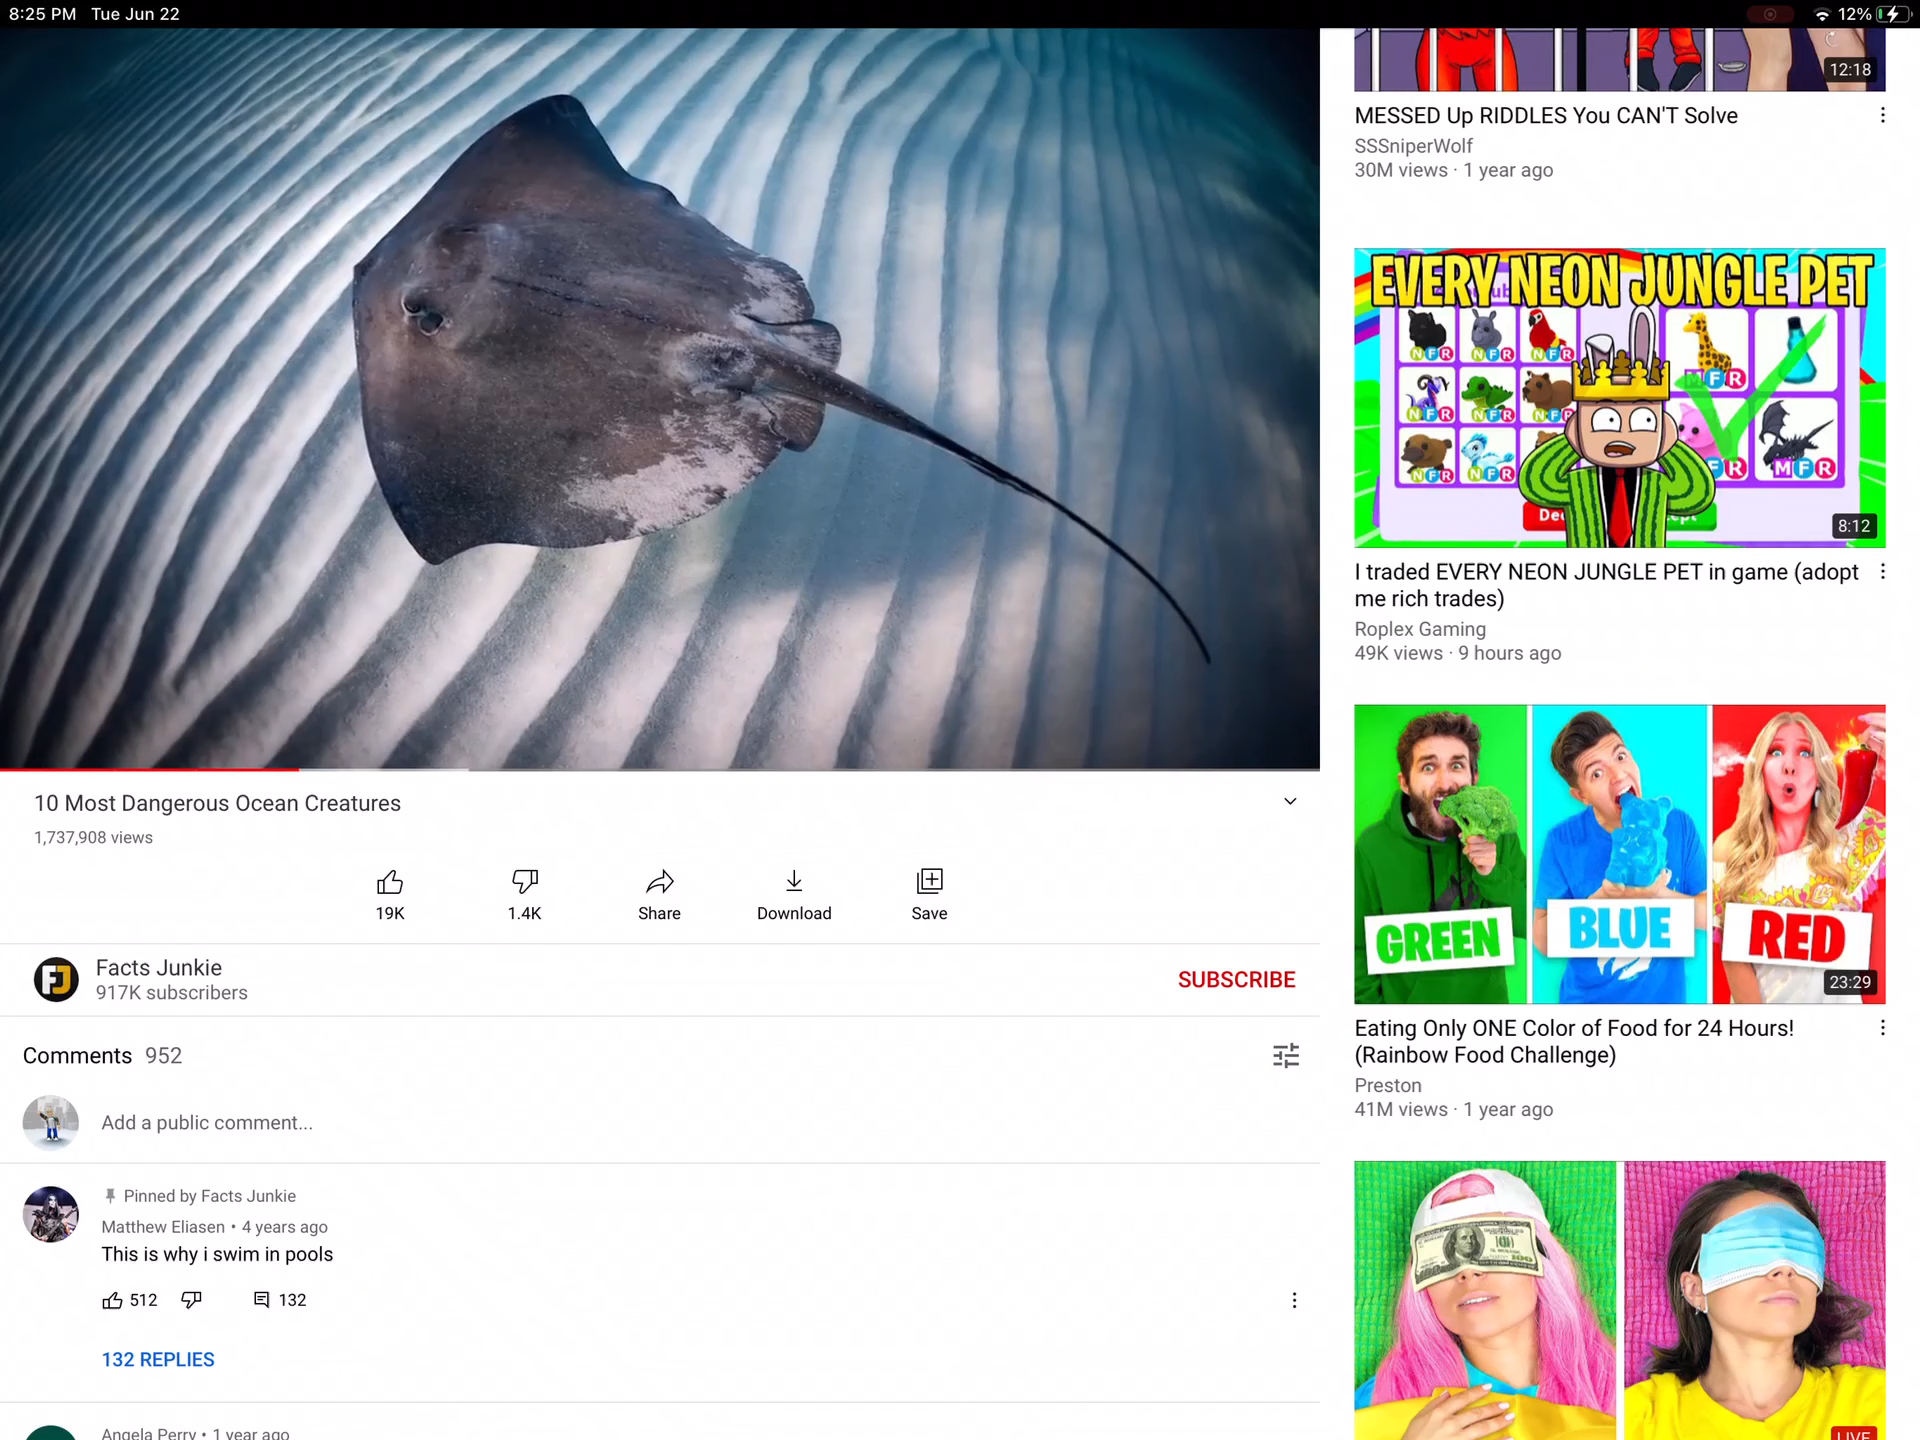 8:25 PM Tue Jun 22
12%
10 Most Dangerous Ocean Creatures
1,737,908 views
19K
1.4K
Share
Download
Save
FJ
Facts Junkie
917K subscribers
SUBSCRIBE
Comments 952
Add a public comment...
Pinned by Facts Junkie
Matthew Eliasen • 4 years ago
This is why i swim in pools
512
132
132 REPLIES
Angela Perry • 1 year ago
12:18
MESSED Up RIDDLES You CAN'T Solve
SSSniperWolf
30M views · 1 year ago
EVERY NEON JUNGLE PET
N F R N F R N F R M F R
N F R N F R N F R
N F R N F R F R M F R
8:12
I traded EVERY NEON JUNGLE PET in game (adopt
me rich trades)
Roplex Gaming
49K views · 9 hours ago
GREEN
BLUE
RED
23:29
Eating Only ONE Color of Food for 24 Hours!
(Rainbow Food Challenge)
Preston
41M views · 1 year ago
100
LIVE